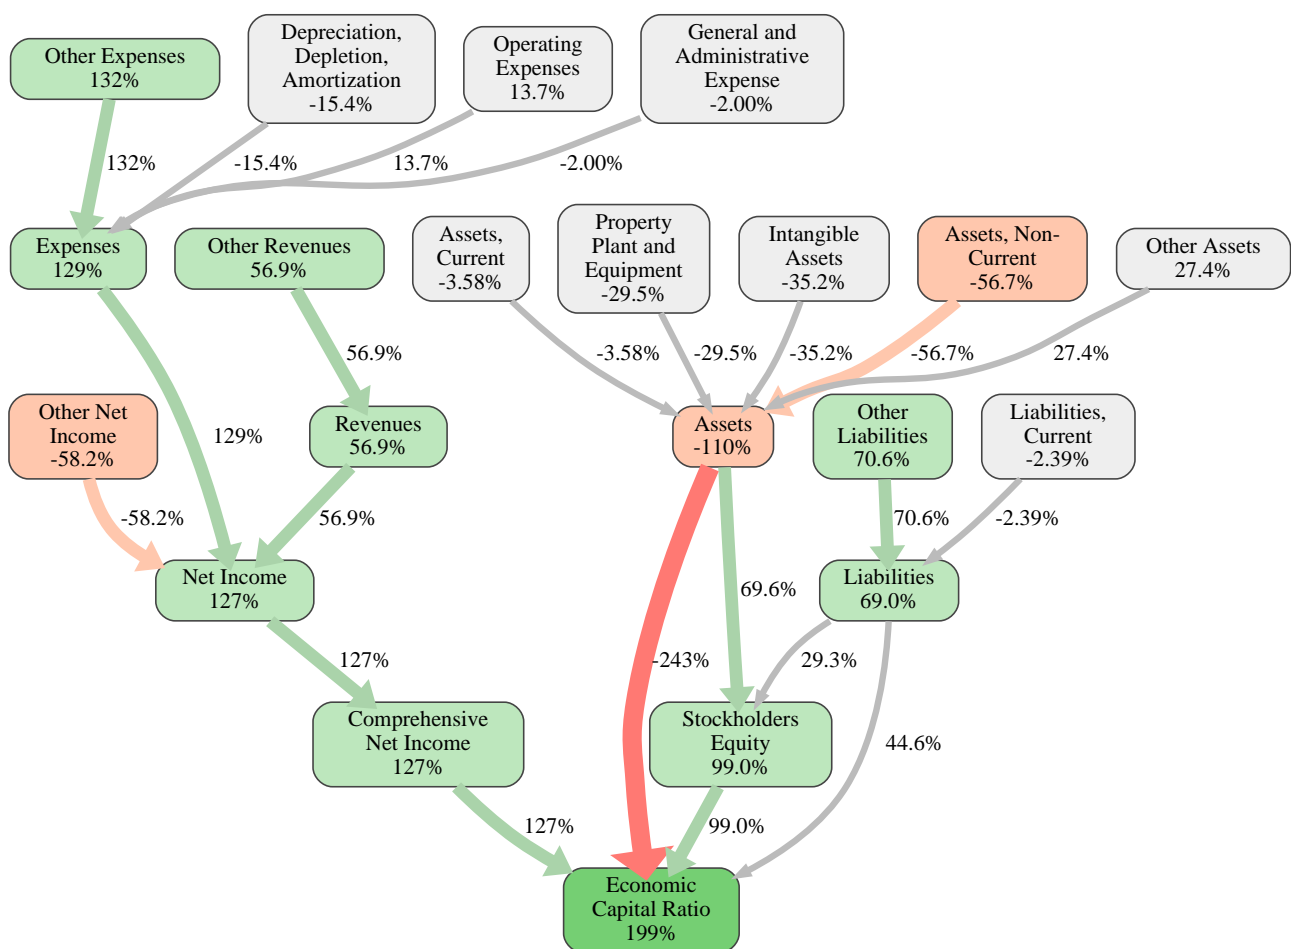 Other Expenses
132%
Depreciation,
Depletion,
Amortization
-15.4%
Operating
Expenses
13.7%
General and
Administrative
Expense
-2.00%
132%
-15.4%
13.7%
-2.00%
Expenses
129%
Other Revenues
56.9%
Assets,
Current
-3.58%
Property
Plant and
Equipment
-29.5%
Intangible
Assets
-35.2%
Assets, Non-
Current
-56.7%
Other Assets
27.4%
56.9%
-3.58%
-29.5%
-35.2%
-56.7%
27.4%
Other Net
Income
-58.2%
129%
Revenues
56.9%
Assets
-110%
Other
Liabilities
70.6%
Liabilities,
Current
-2.39%
-58.2%
56.9%
70.6%
-2.39%
Net Income
127%
69.6%
Liabilities
69.0%
127%
-243%
29.3%
Comprehensive
Net Income
127%
Stockholders
Equity
99.0%
44.6%
127%
99.0%
Economic
Capital Ratio
199%